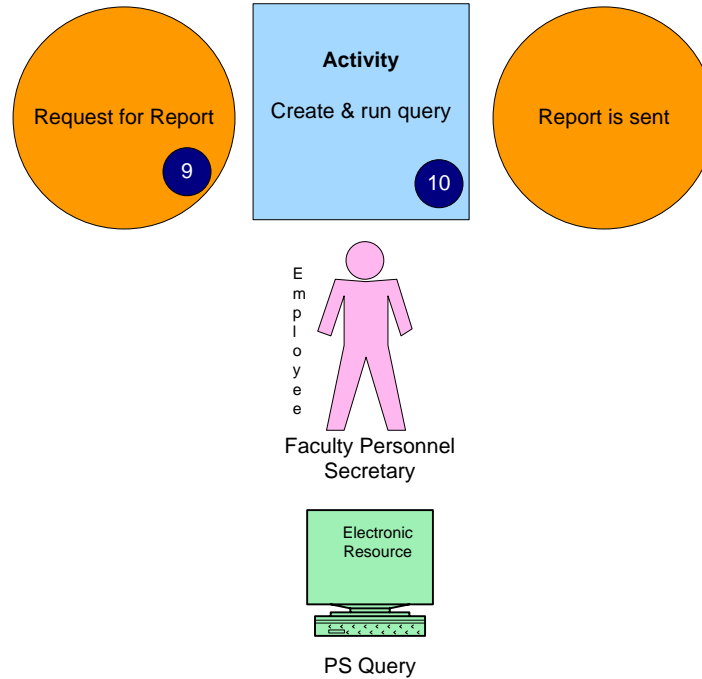 Request for Report
9
Activity
Create & run query
10
Report is sent
Employee
Faculty Personnel
Secretary
Electronic
Resource
PS Query